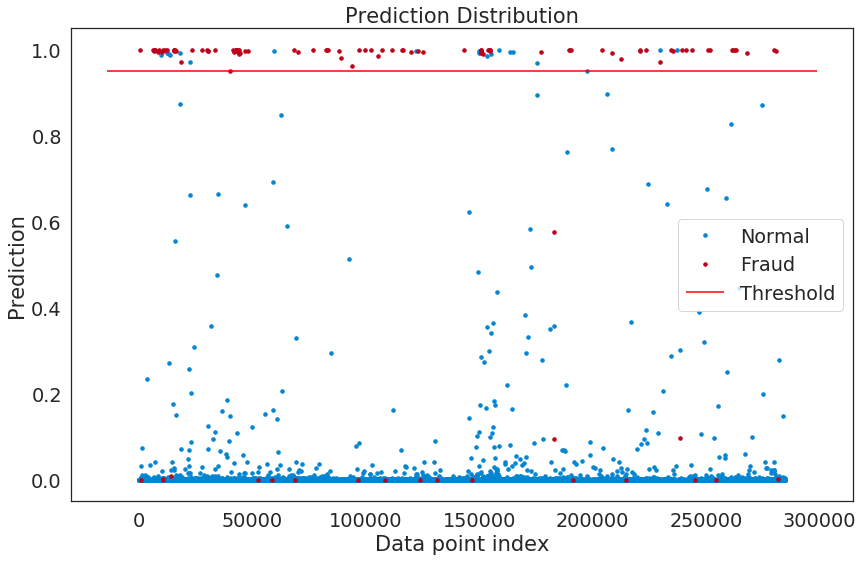 Prediction Distribution
1.0
0.8
0.6
0.4
0.2
0.0
Prediction
Normal
Fraud
Threshold
0 50000 100000 150000 200000 250000 300000
Data point index